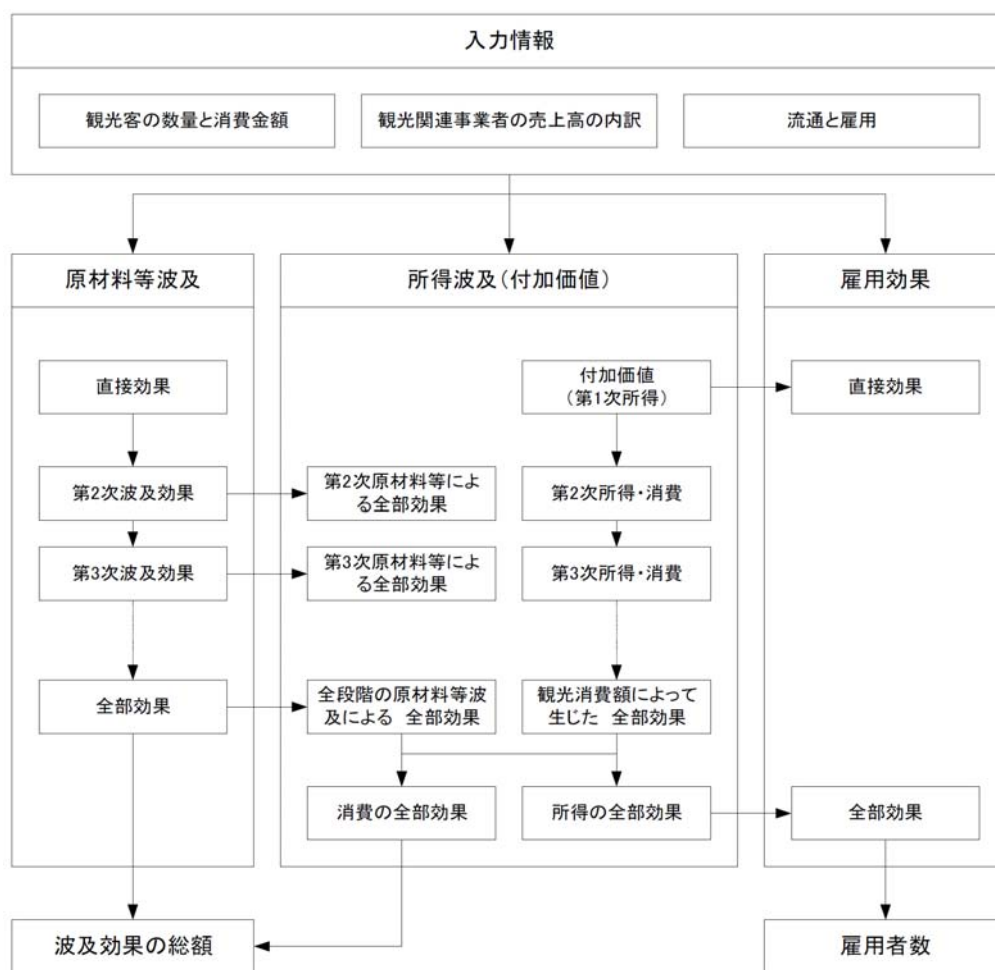 入力情報
観光客の数量と消費金額
観光関連事業者の売上高の内訳
流通と雇用
原材料等波及
所得波及（付加価値）
雇用効果
直接効果
付加価値
（第1次所得）
直接効果
第2次波及効果
第2次原材料等によ
る全部効果
第2次所得・消費
第3次波及効果
第3次原材料等によ
る全部効果
第3次所得・消費
全部効果
全段階の原材料等波
及による　全部効果
観光消費額によって
生じた　全部効果
消費の全部効果
所得の全部効果
全部効果
波及効果の総額
雇用者数